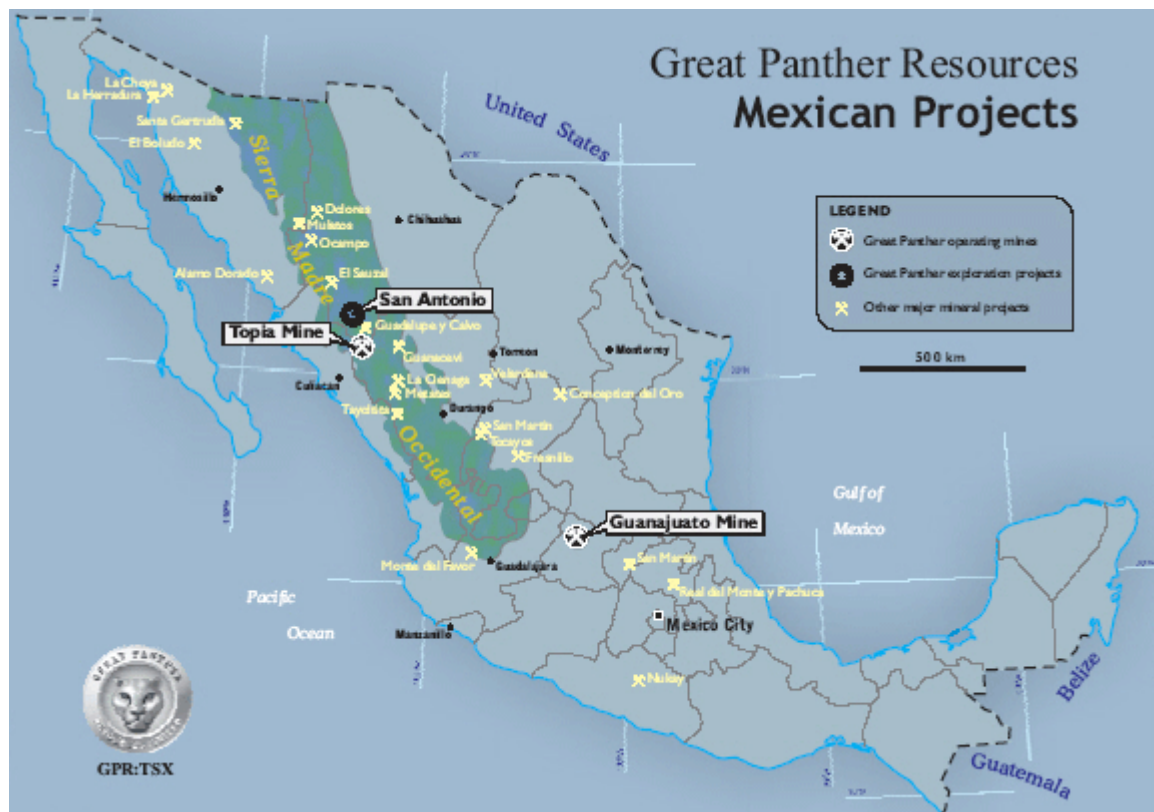 Great Panther Resources
Mexican Projects
United States
LEGEND
Great Panther operating mines
Great Panther exploration projects
Other major mineral projects
500 km
La Choya
La Herradura
Santa Gertrudis
El Boludo
Hermosillo
Sierra
Madre
Occidental
Dolores
Mulatos
Ocampo
Chihuahua
Alamo Dorado
El Sauzal
San Antonio
Topia Mine
Guadalupe y Calvo
Guanacevi
Torreon
Monterrey
Culiacan
La Cienega
Metates
Velardena
Conception del Oro
Tayoltita
Durango
San Martin
Tocayos
Fresnillo
Gulf of
Mexico
Guanajuato Mine
Monte del Favor
Guadalajara
San Martin
Real del Monte y Pachuca
Pacific
Ocean
Manzanillo
Mexico City
Nukay
Belize
Guatemala
GREAT PANTHER
GPR:TSX